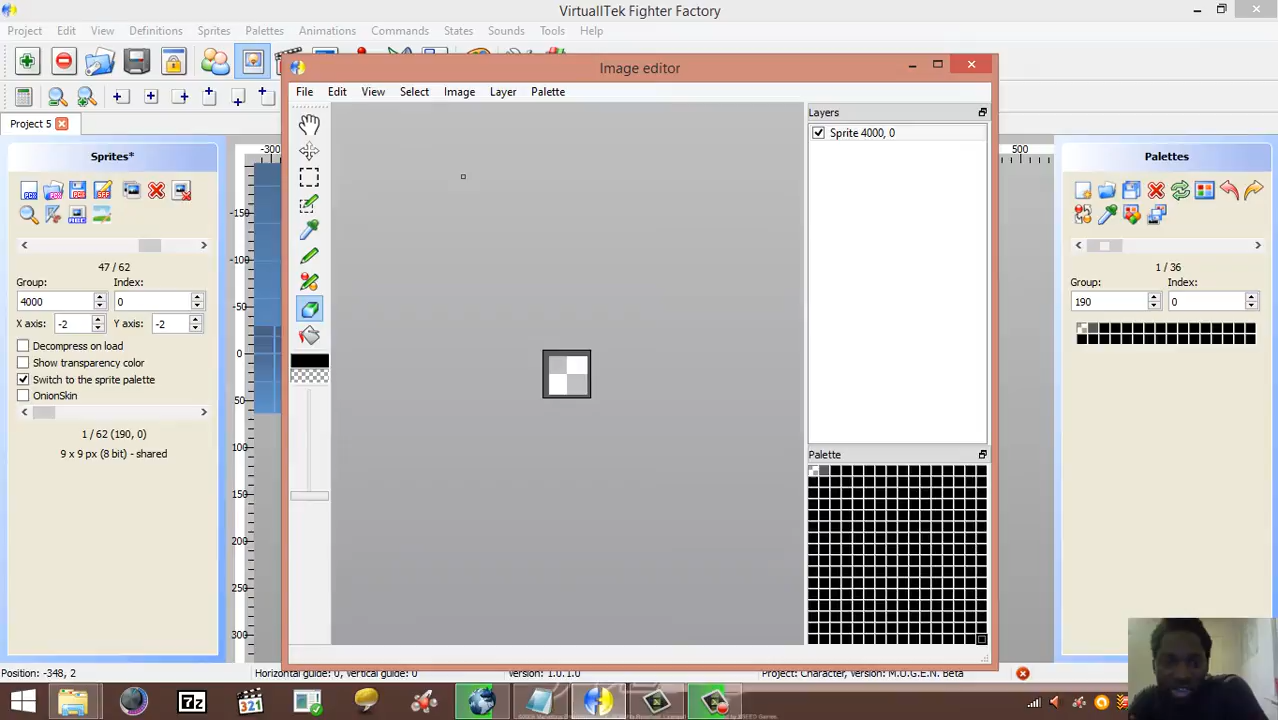 VirtuallTek Fighter Factory
Project Edit View Definitions Sprites Palettes Animations Commands States Sounds Tools Help
Image editor
File Edit View Select Image Layer Palette
Project 5
Sprites*
47 / 62
Group: Index:
4000 0
X axis: -2 Y axis: -2
Decompress on load
Show transparency color
Switch to the sprite palette
OnionSkin
1 / 62 (190, 0)
9 x 9 px (8 bit) - shared
-300
-150
-100
-50
0
50
100
150
200
250
300
Layers
Sprite 4000, 0
Palette
500
Palettes
1 / 36
Group: Index:
190 0
Position: -348, 2
Horizontal guide: 0, Vertical guide: 0
Version: 1.0.1.0
Project: Character, Version: M.U.G.E.N. Beta
7z
321